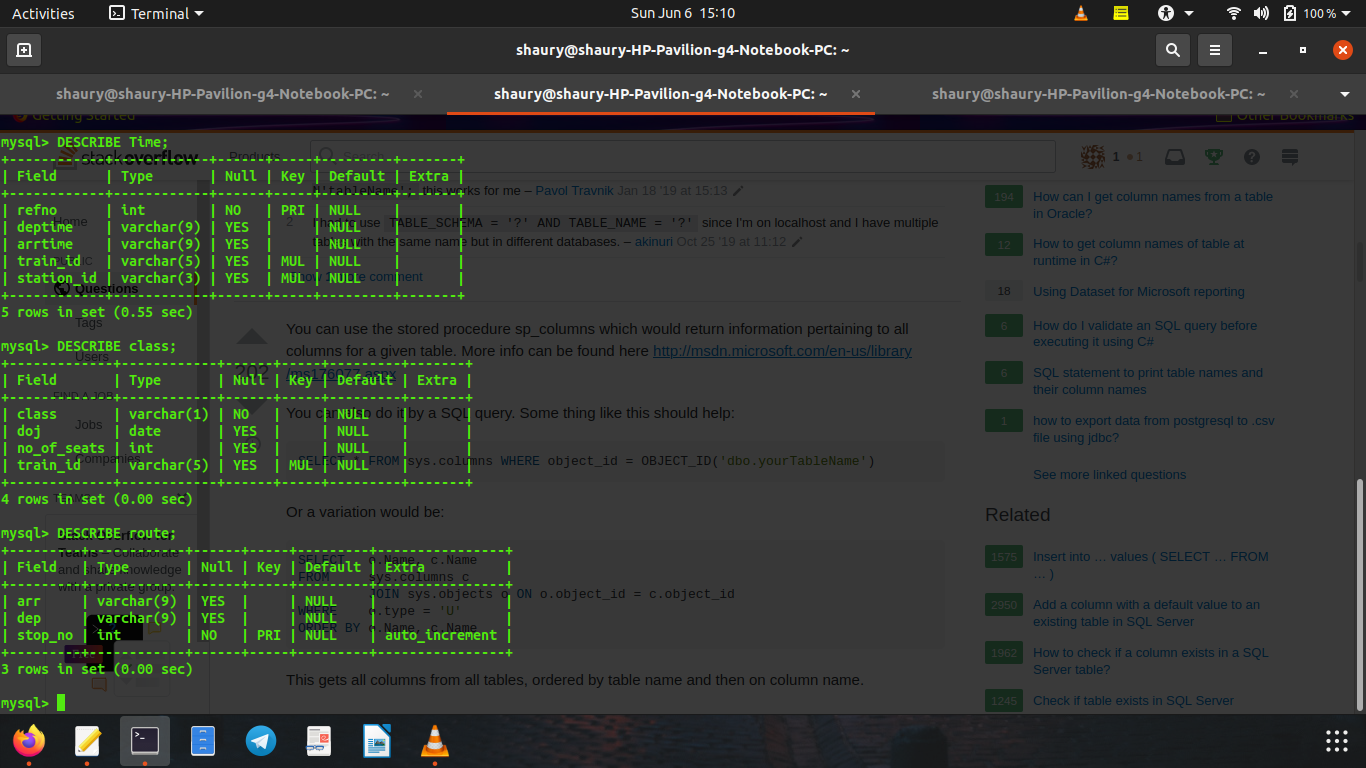 Activities
Terminal
Sun Jun 6 15:10
100 %
shaury@shaury-HP-Pavilion-g4-Notebook-PC: ~
shaury@shaury-HP-Pavilion-g4-Notebook-PC: ~
shaury@shaury-HP-Pavilion-g4-Notebook-PC: ~
shaury@shaury-HP-Pavilion-g4-Notebook-PC: ~
Getting Started
Other Bookmarks
mysql> DESCRIBE Time;
+------------+------------+------+-----+---------+-------+
| Field      | Type       | Null | Key | Default | Extra |
+------------+------------+------+-----+---------+-------+
| refno      | int        | NO   | PRI | NULL    |       |
| deptime    | varchar(9) | YES  |     | NULL    |       |
| arrtime    | varchar(9) | YES  |     | NULL    |       |
| train_id   | varchar(5) | YES  | MUL | NULL    |       |
| station_id | varchar(3) | YES  | MUL | NULL    |       |
+------------+------------+------+-----+---------+-------+
5 rows in set (0.55 sec)
mysql> DESCRIBE class;
+-------------+------------+------+-----+---------+-------+
| Field       | Type       | Null | Key | Default | Extra |
+-------------+------------+------+-----+---------+-------+
| class       | varchar(1) | NO   |     | NULL    |       |
| doj         | date       | YES  |     | NULL    |       |
| no_of_seats | int        | YES  |     | NULL    |       |
| train_id    | varchar(5) | YES  | MUL | NULL    |       |
+-------------+------------+------+-----+---------+-------+
4 rows in set (0.00 sec)
mysql> DESCRIBE route;
+---------+------------+------+-----+---------+----------------+
| Field   | Type       | Null | Key | Default | Extra          |
+---------+------------+------+-----+---------+----------------+
| arr     | varchar(9) | YES  |     | NULL    |                |
| dep     | varchar(9) | YES  |     | NULL    |                |
| stop_no | int        | NO   | PRI | NULL    | auto_increment |
+---------+------------+------+-----+---------+----------------+
3 rows in set (0.00 sec)
mysql>
stackoverflow
Products
1 1
Home
Questions
Tags
Users
Jobs
Companies
'tableName'; this works for me – Pavol Travnik Jan 18 '19 at 15:13
2
use TABLE_SCHEMA = '?' AND TABLE_NAME = '?' since I'm on localhost and I have multiple
with the same name but in different databases. – akinuri Oct 25 '19 at 11:12
comment
202
You can use the stored procedure sp_columns which would return information pertaining to all
columns for a given table. More info can be found here http://msdn.microsoft.com/en-us/library
/ms176077.aspx
You can also do it by a SQL query. Some thing like this should help:
SELECT * FROM sys.columns WHERE object_id = OBJECT_ID('dbo.yourTableName')
Or a variation would be:
SELECT o.Name, c.Name
FROM sys.columns c
JOIN sys.objects o ON o.object_id = c.object_id
WHERE o.type = 'U'
ORDER BY o.Name, c.Name
This gets all columns from all tables, ordered by table name and then on column name.
194 How can I get column names from a table
in Oracle?
12 How to get column names of table at
runtime in C#?
18 Using Dataset for Microsoft reporting
6 How do I validate an SQL query before
executing it using C#
6 SQL statement to print table names and
their column names
1 how to export data from postgresql to .csv
file using jdbc?
See more linked questions
Related
1575 Insert into ... values ( SELECT ... FROM
... )
2950 Add a column with a default value to an
existing table in SQL Server
1962 How to check if a column exists in a SQL
Server table?
1245 Check if table exists in SQL Server